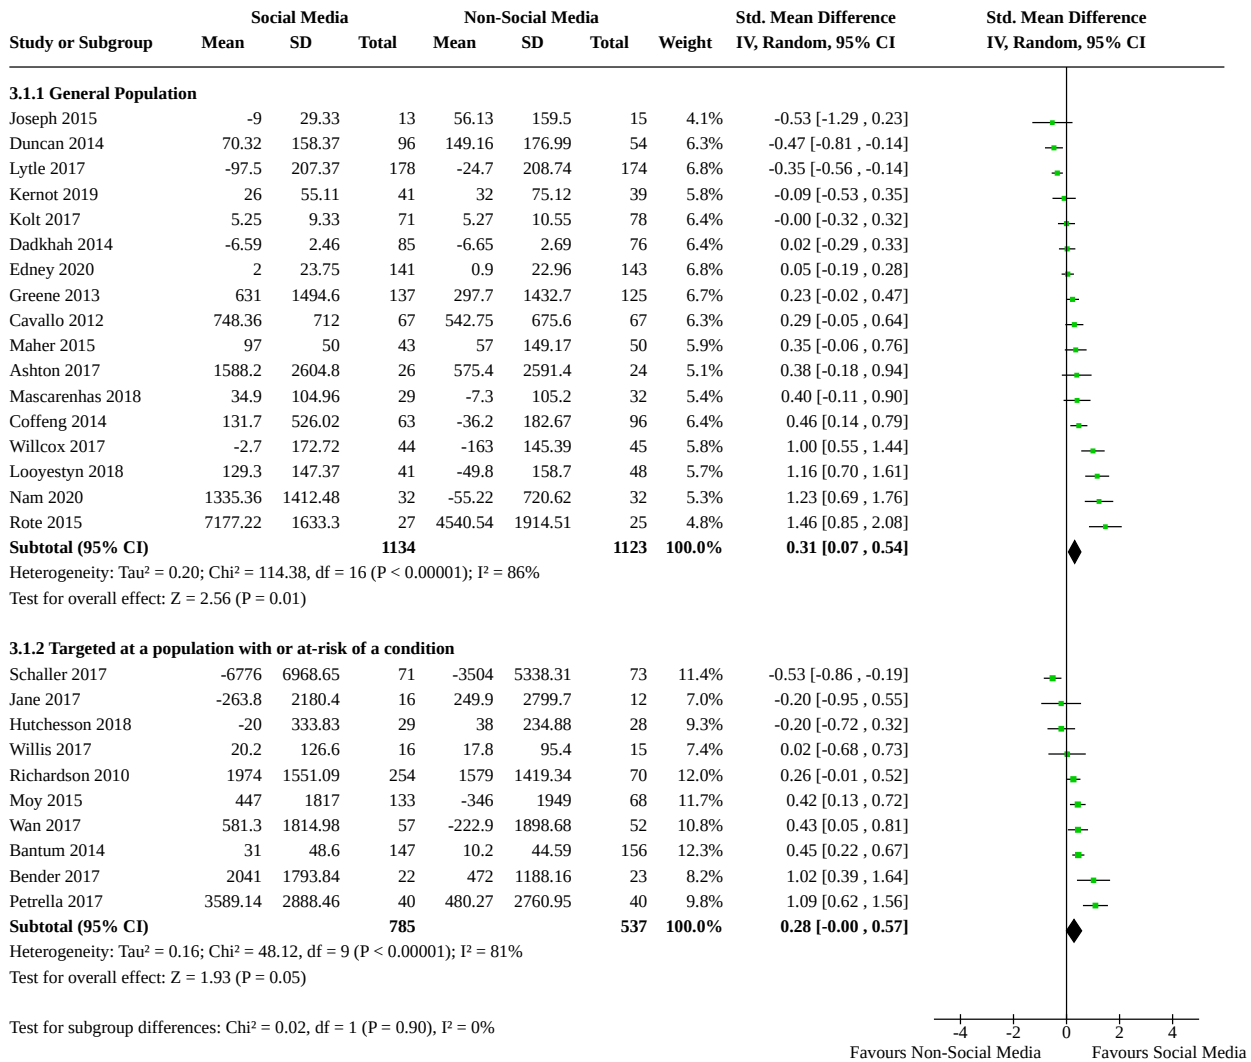 Social Media Non-Social Media Std. Mean Difference Std. Mean Difference
Study or Subgroup Mean SD Total Mean SD Total Weight IV, Random, 95% CI IV, Random, 95% CI
3.1.1 General Population
Joseph 2015 -9 29.33 13 56.13 159.5 15 4.1% -0.53 [-1.29 , 0.23]
Duncan 2014 70.32 158.37 96 149.16 176.99 54 6.3% -0.47 [-0.81 , -0.14]
Lytle 2017 -97.5 207.37 178 -24.7 208.74 174 6.8% -0.35 [-0.56 , -0.14]
Kernot 2019 26 55.11 41 32 75.12 39 5.8% -0.09 [-0.53 , 0.35]
Kolt 2017 5.25 9.33 71 5.27 10.55 78 6.4% -0.00 [-0.32 , 0.32]
Dadkhah 2014 -6.59 2.46 85 -6.65 2.69 76 6.4% 0.02 [-0.29 , 0.33]
Edney 2020 2 23.75 141 0.9 22.96 143 6.8% 0.05 [-0.19 , 0.28]
Greene 2013 631 1494.6 137 297.7 1432.7 125 6.7% 0.23 [-0.02 , 0.47]
Cavallo 2012 748.36 712 67 542.75 675.6 67 6.3% 0.29 [-0.05 , 0.64]
Maher 2015 97 50 43 57 149.17 50 5.9% 0.35 [-0.06 , 0.76]
Ashton 2017 1588.2 2604.8 26 575.4 2591.4 24 5.1% 0.38 [-0.18 , 0.94]
Mascarenhas 2018 34.9 104.96 29 -7.3 105.2 32 5.4% 0.40 [-0.11 , 0.90]
Coffeng 2014 131.7 526.02 63 -36.2 182.67 96 6.4% 0.46 [0.14 , 0.79]
Willcox 2017 -2.7 172.72 44 -163 145.39 45 5.8% 1.00 [0.55 , 1.44]
Looyestyn 2018 129.3 147.37 41 -49.8 158.7 48 5.7% 1.16 [0.70 , 1.61]
Nam 2020 1335.36 1412.48 32 -55.22 720.62 32 5.3% 1.23 [0.69 , 1.76]
Rote 2015 7177.22 1633.3 27 4540.54 1914.51 25 4.8% 1.46 [0.85 , 2.08]
Subtotal (95% CI) 1134 1123 100.0% 0.31 [0.07 , 0.54]
Heterogeneity: Tau² = 0.20; Chi² = 114.38, df = 16 (P < 0.00001); I² = 86%
Test for overall effect: Z = 2.56 (P = 0.01)
3.1.2 Targeted at a population with or at-risk of a condition
Schaller 2017 -6776 6968.65 71 -3504 5338.31 73 11.4% -0.53 [-0.86 , -0.19]
Jane 2017 -263.8 2180.4 16 249.9 2799.7 12 7.0% -0.20 [-0.95 , 0.55]
Hutchesson 2018 -20 333.83 29 38 234.88 28 9.3% -0.20 [-0.72 , 0.32]
Willis 2017 20.2 126.6 16 17.8 95.4 15 7.4% 0.02 [-0.68 , 0.73]
Richardson 2010 1974 1551.09 254 1579 1419.34 70 12.0% 0.26 [-0.01 , 0.52]
Moy 2015 447 1817 133 -346 1949 68 11.7% 0.42 [0.13 , 0.72]
Wan 2017 581.3 1814.98 57 -222.9 1898.68 52 10.8% 0.43 [0.05 , 0.81]
Bantum 2014 31 48.6 147 10.2 44.59 156 12.3% 0.45 [0.22 , 0.67]
Bender 2017 2041 1793.84 22 472 1188.16 23 8.2% 1.02 [0.39 , 1.64]
Petrella 2017 3589.14 2888.46 40 480.27 2760.95 40 9.8% 1.09 [0.62 , 1.56]
Subtotal (95% CI) 785 537 100.0% 0.28 [-0.00 , 0.57]
Heterogeneity: Tau² = 0.16; Chi² = 48.12, df = 9 (P < 0.00001); I² = 81%
Test for overall effect: Z = 1.93 (P = 0.05)
Test for subgroup differences: Chi² = 0.02, df = 1 (P = 0.90), I² = 0%
-4 -2 0 2 4
Favours Non-Social Media Favours Social Media